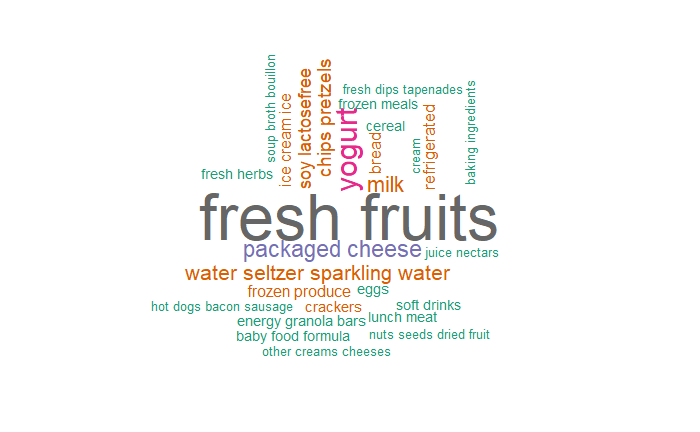 soup broth bouillon
ice cream ice
soy lactosefree
chips pretzels
fresh dips tapenades
frozen meals
yogurt
cereal
bread
cream
refrigerated
baking ingredients
fresh herbs
milk
fresh fruits
packaged cheese
juice nectars
water seltzer sparkling water
frozen produce
eggs
hot dogs bacon sausage
crackers
soft drinks
energy granola bars
lunch meat
baby food formula
nuts seeds dried fruit
other creams cheeses